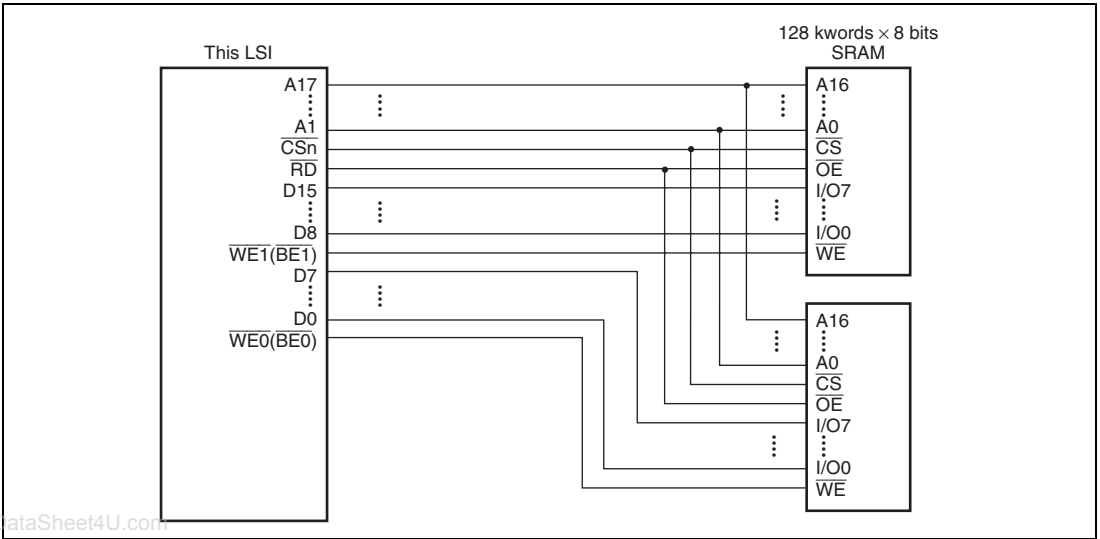 128 kwords × 8 bits
This LSI
SRAM
A17
A1
CSn
RD
D15
D8
WE1(BE1)
D7
D0
WE0(BE0)
A16
A0
CS
OE
I/O7
I/O0
WE
A16
A0
CS
OE
I/O7
I/O0
WE
DataSheet4U.com